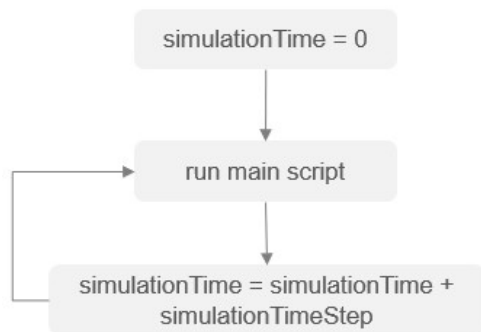 simulationTime = 0
run main script
simulationTime = simulationTime +
simulationTimeStep